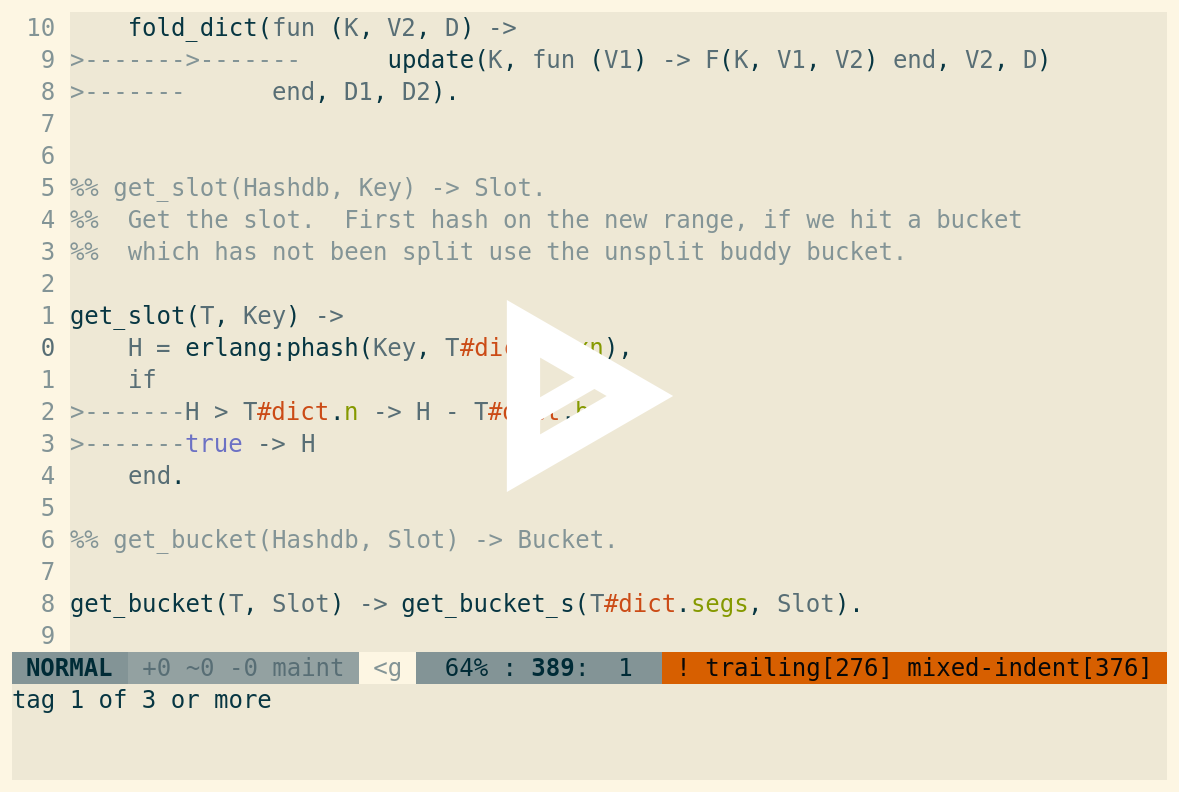 10     fold_dict(fun (K, V2, D) ->
 9 >------->-------      update(K, fun (V1) -> F(K, V1, V2) end, V2, D)
 8 >-------      end, D1, D2).
 7
 6
 5 %% get_slot(Hashdb, Key) -> Slot.
 4 %%  Get the slot.  First hash on the new range, if we hit a bucket
 3 %%  which has not been split use the unsplit buddy bucket.
 2
 1 get_slot(T, Key) ->
 0     H = erlang:phash(Key, T#dict), 
 1     if
 2 >-------H > T#dict.n -> H - T#dict.
 3 >-------true -> H
 4     end.
 5
 6 %% get_bucket(Hashdb, Slot) -> Bucket.
 7
 8 get_bucket(T, Slot) -> get_bucket_s(T#dict.segs, Slot).
 9
NORMAL  +0 ~0 -0 maint  <g  64% : 389:  1  ! trailing[276] mixed-indent[376]
tag 1 of 3 or more